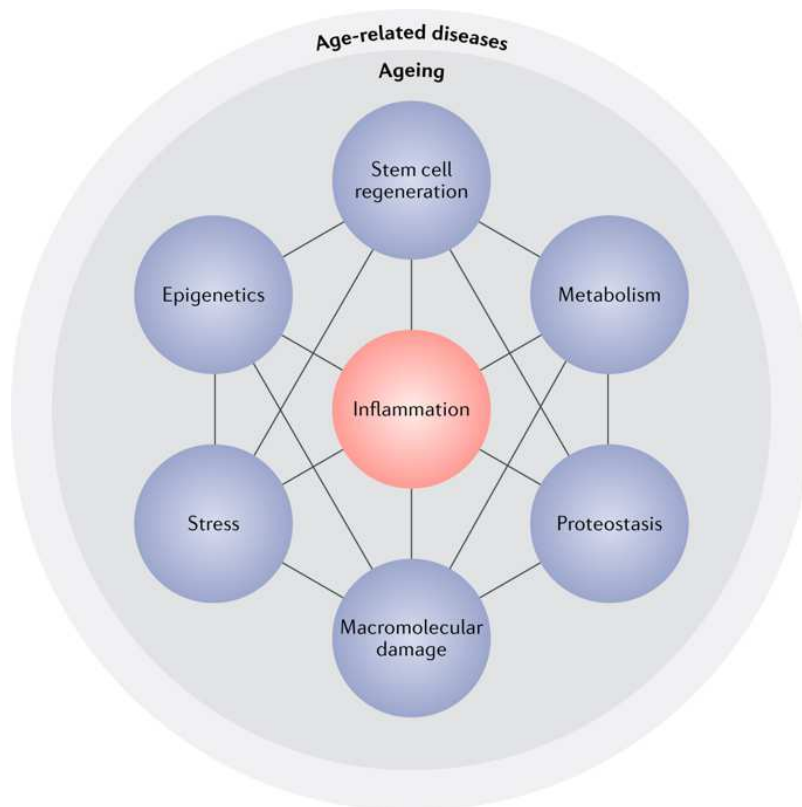 Age-related diseases
Ageing
Stem cell
regeneration
Epigenetics
Metabolism
Inflammation
Stress
Proteostasis
Macromolecular
damage